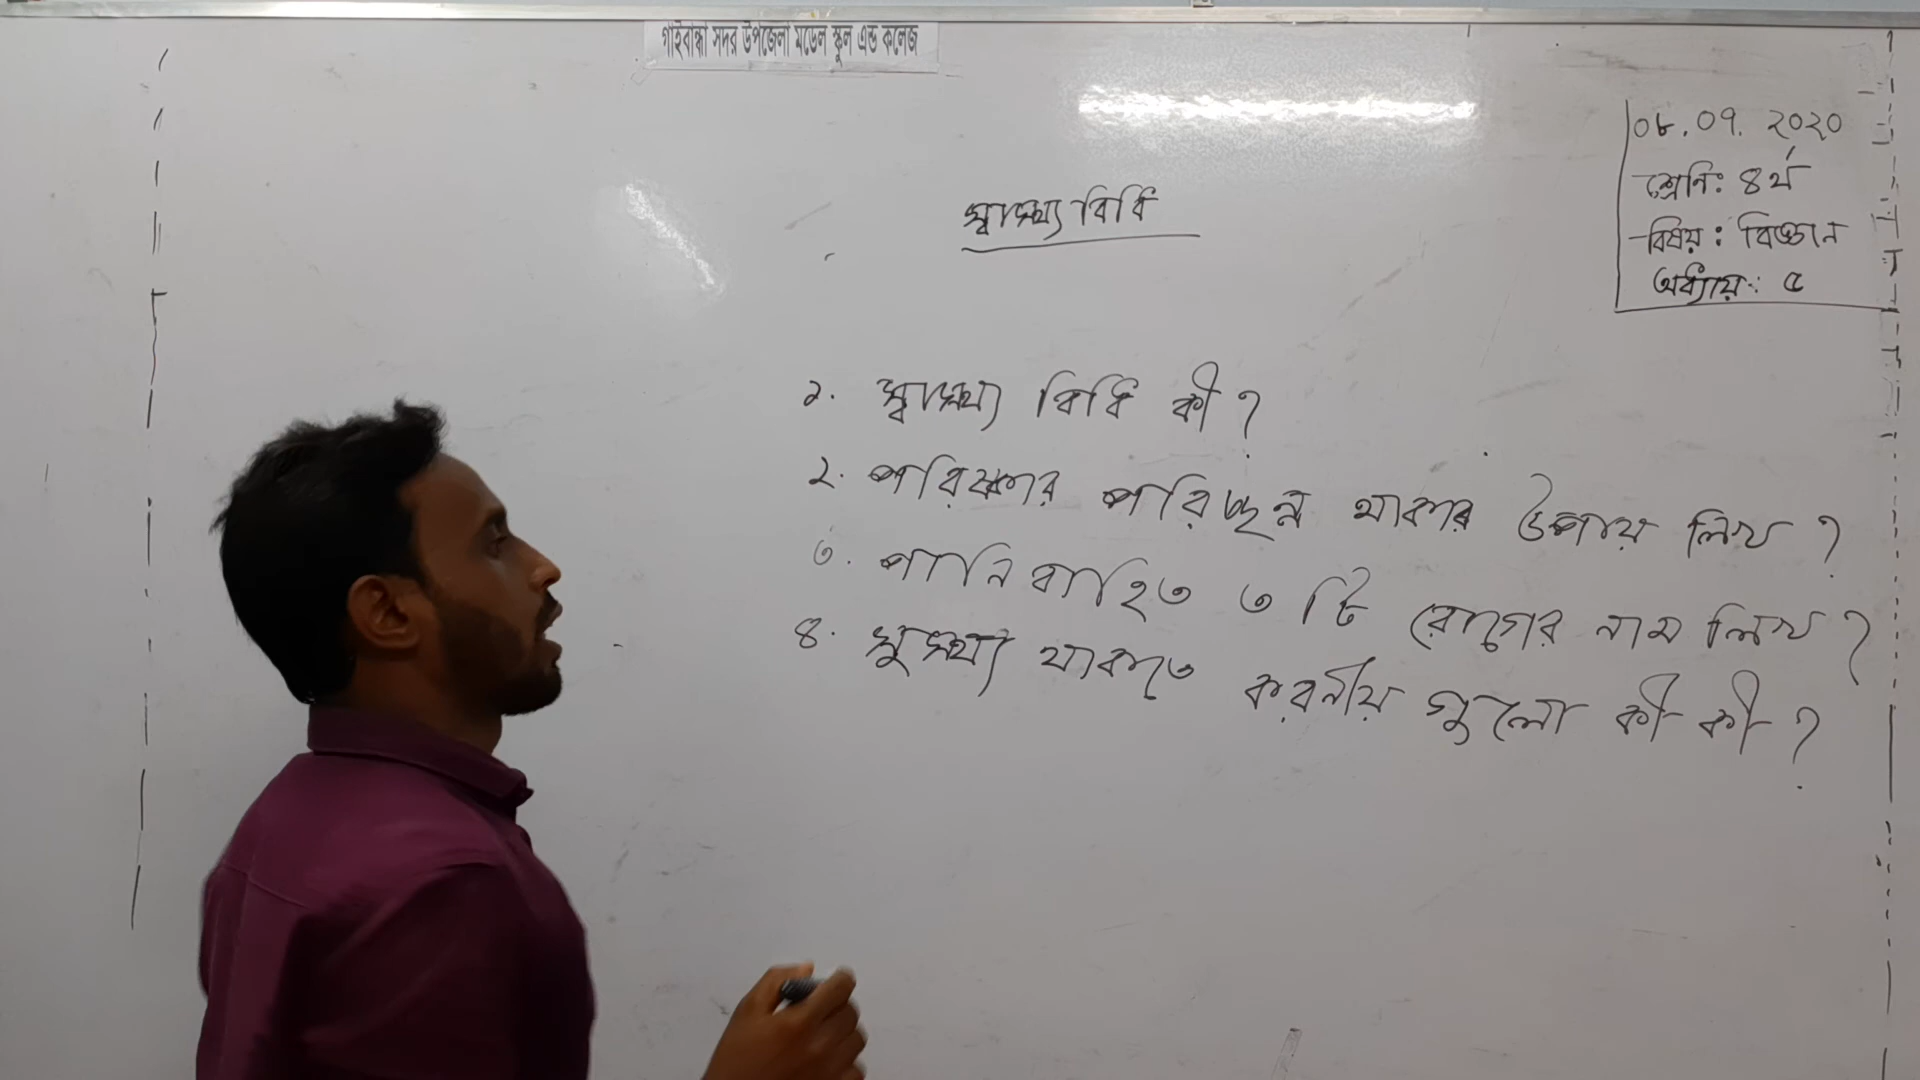 গাইবান্ধা সদর উপজেলা মডেল স্কুল এন্ড কলেজ
০৮.০৭.২০২০
শ্রেনি: ৪র্থ
বিষয়: বিজ্ঞান
অধ্যায়: ৫
স্বাস্থ্য বিধি
১. স্বাস্থ্য বিধি কী?
২. পরিষ্কার পরিচ্ছন্ন থাকার উপায় লিখ?
৩. পানি বাহিত ৩ টি রোগের নাম লিখ?
৪. সুস্থ্য থাকতে করনীয় গুলো কী কী?